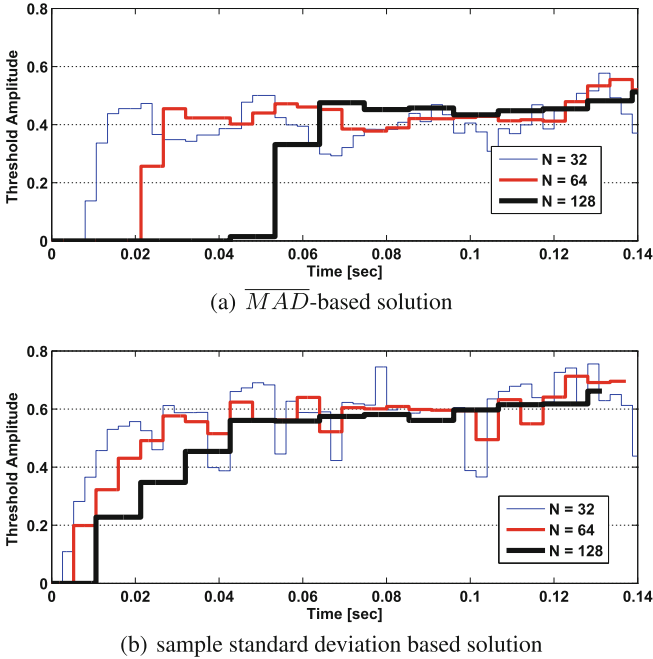 0.8
0.6
0.4
0.2
0
Threshold Amplitude
N = 32
N = 64
N = 128
0 0.02 0.04 0.06 0.08 0.1 0.12 0.14
Time [sec]
(a) MAD-based solution
0.8
0.6
0.4
0.2
0
Threshold Amplitude
N = 32
N = 64
N = 128
0 0.02 0.04 0.06 0.08 0.1 0.12 0.14
Time [sec]
(b) sample standard deviation based solution